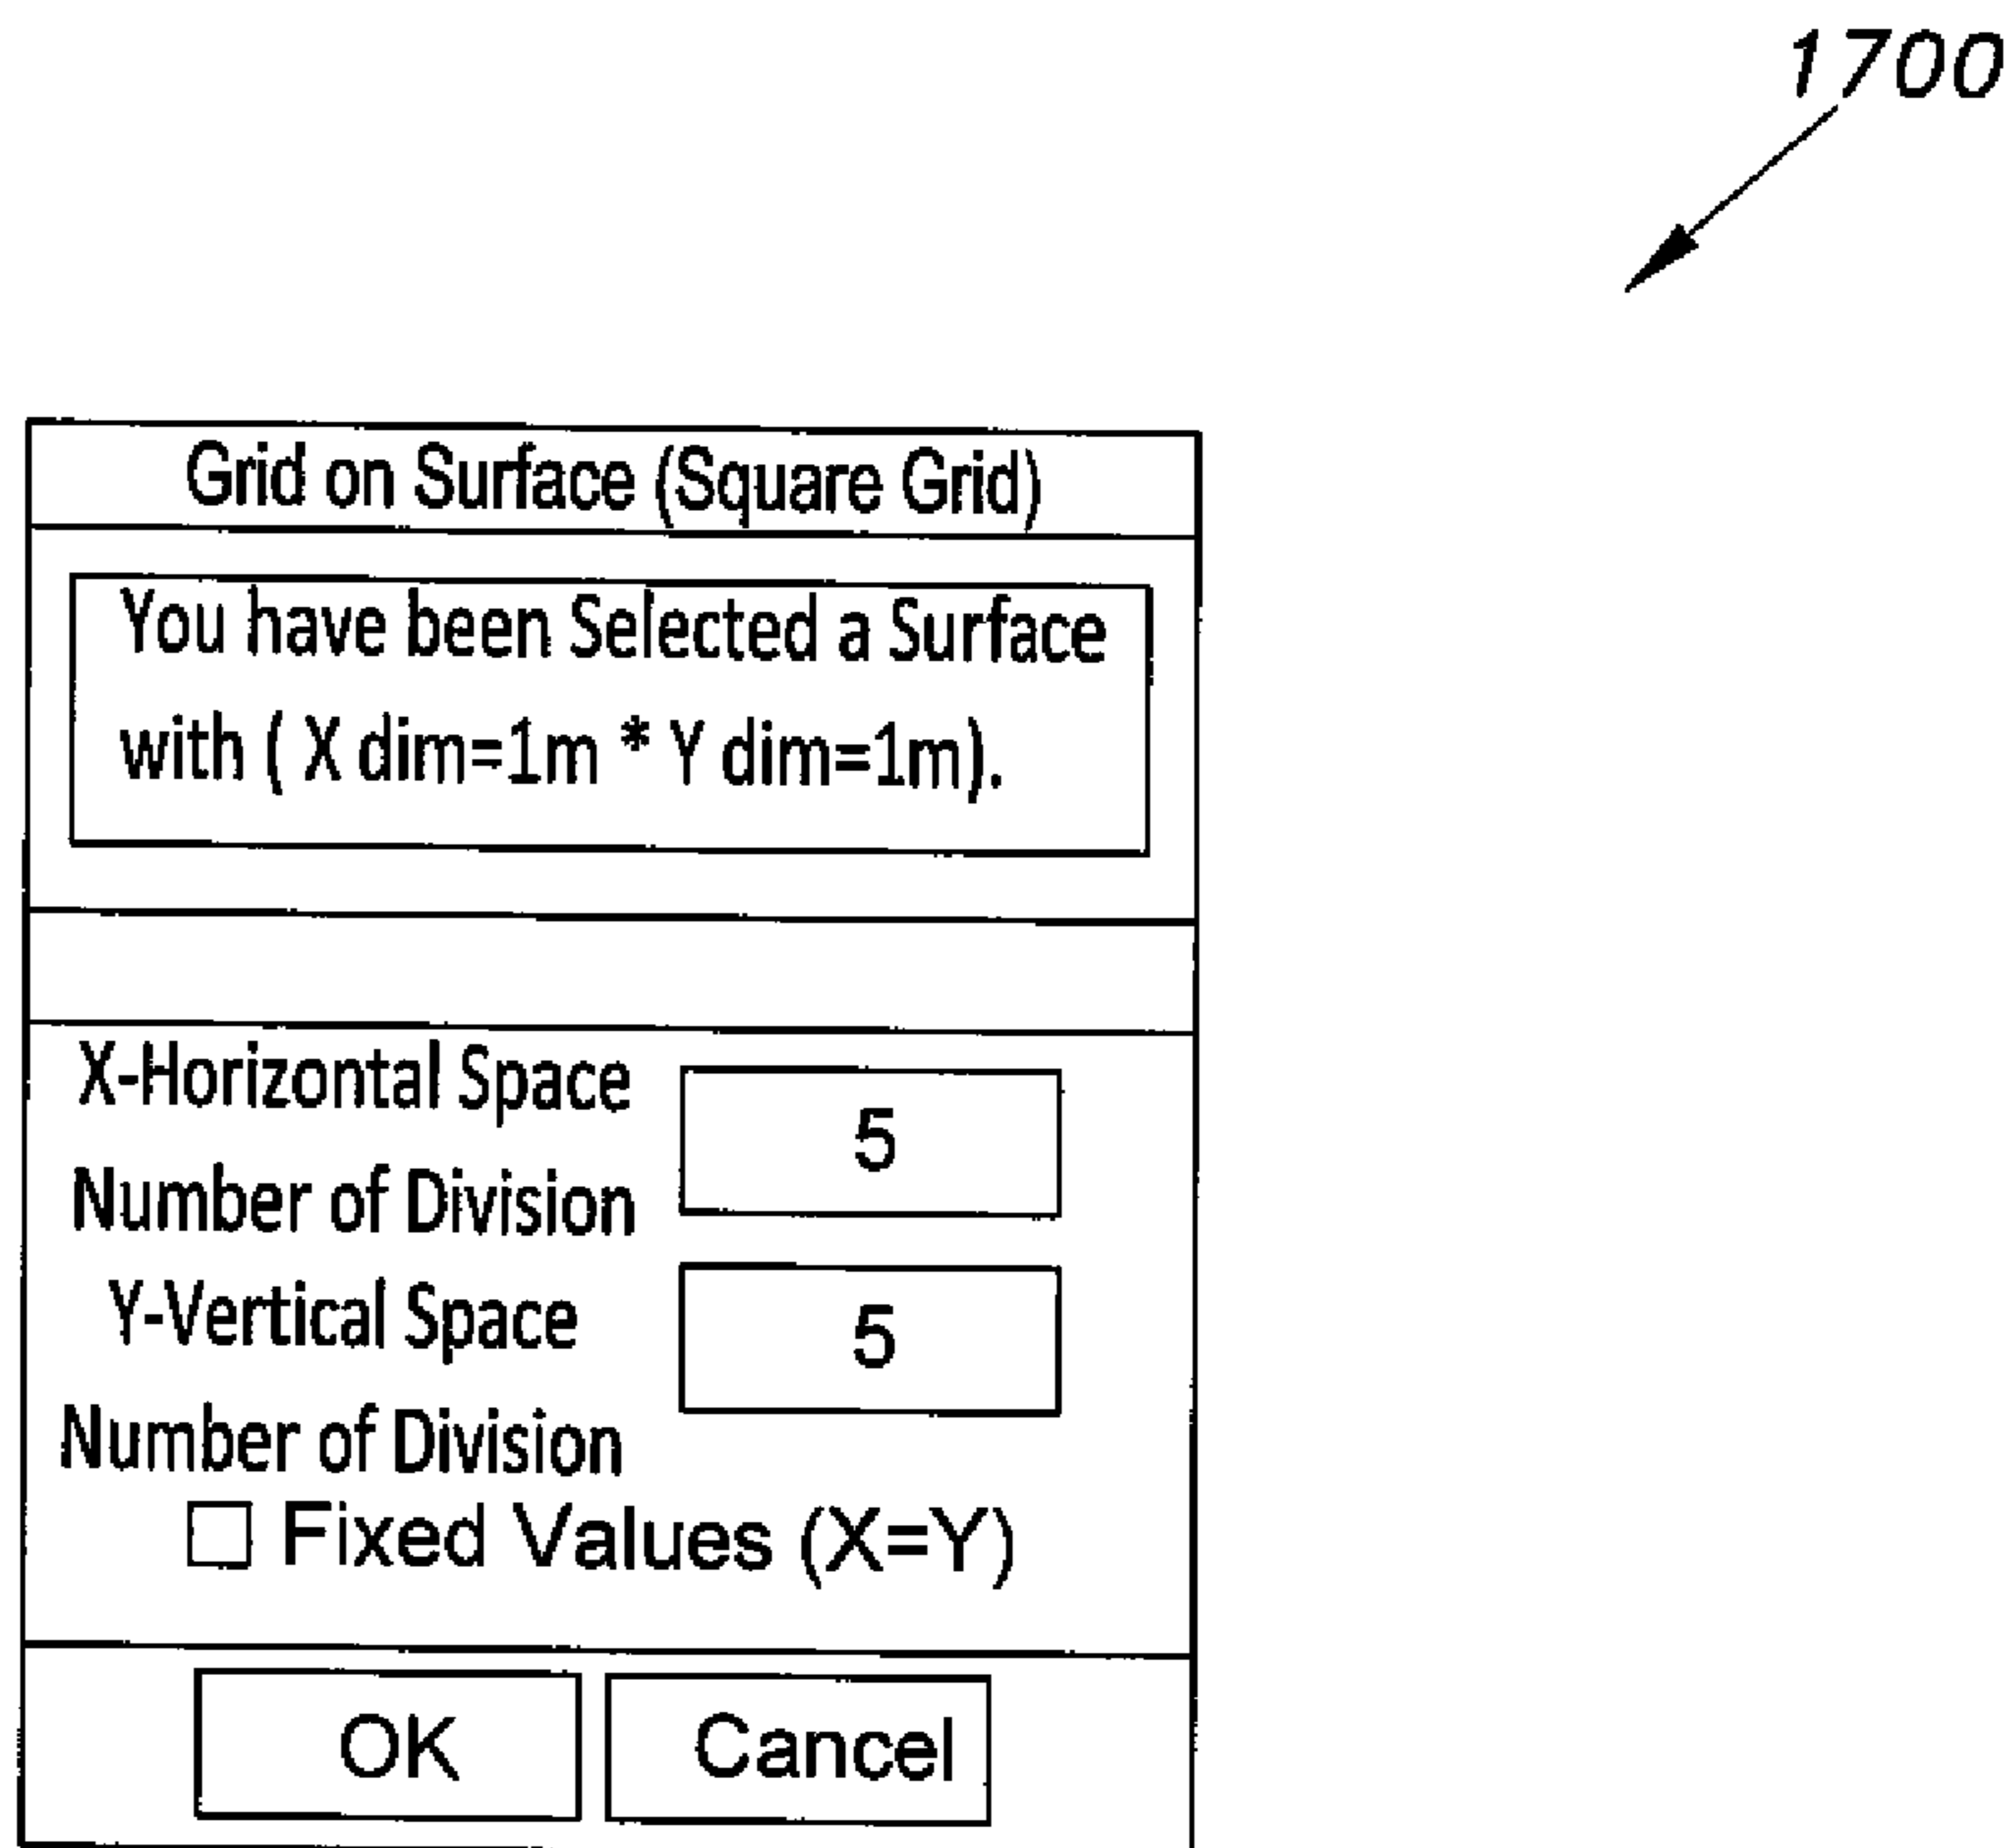 1700
Grid on Surface (Square Grid)
You have been Selected a Surface
with ( X dim=1m * Y dim=1m).
X-Horizontal Space
Number of Division
5
Y-Vertical Space
Number of Division
5
Fixed Values (X=Y)
OK
Cancel